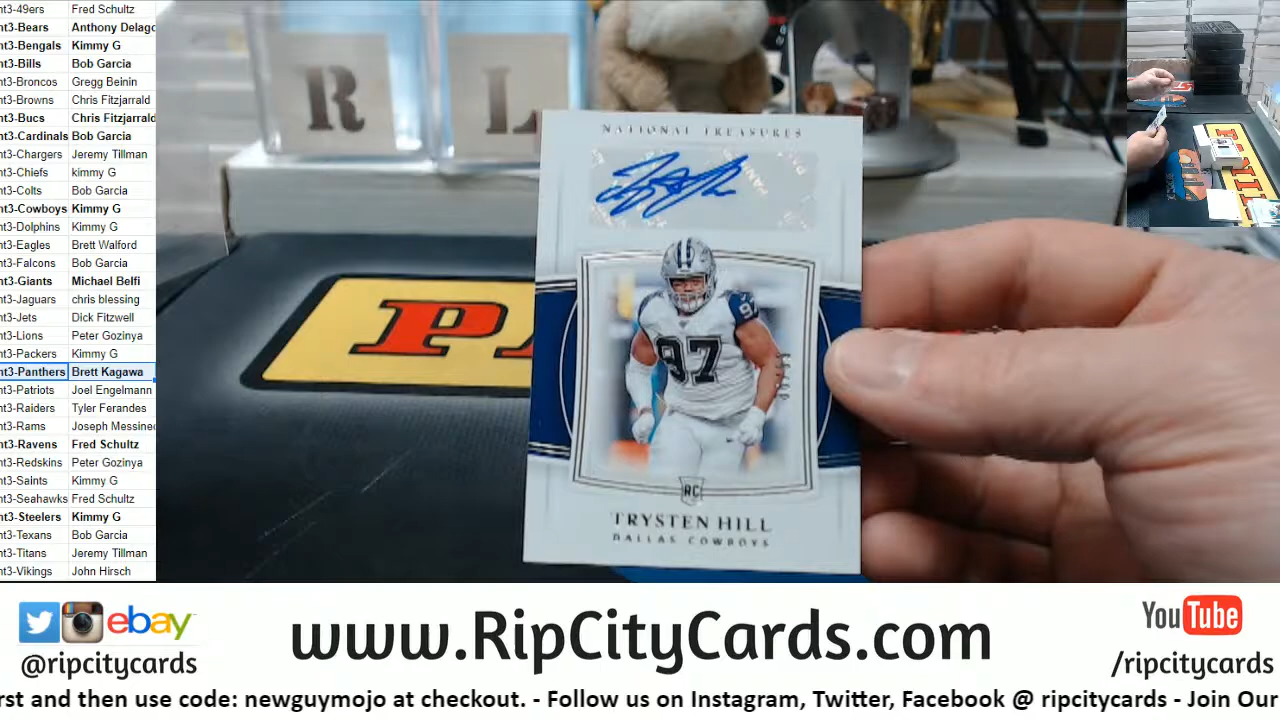 nt3-49ers Fred Schultz
nt3-Bears Anthony Delago
nt3-Bengals Kimmy G
nt3-Bills Bob Garcia
nt3-Broncos Gregg Beinin
nt3-Browns Chris Fitzjarrald
nt3-Bucs Chris Fitzjarrald
nt3-Cardinals Bob Garcia
nt3-Chargers Jeremy Tillman
nt3-Chiefs kimmy G
nt3-Colts Bob Garcia
nt3-Cowboys Kimmy G
nt3-Dolphins Kimmy G
nt3-Eagles Brett Walford
nt3-Falcons Bob Garcia
nt3-Giants Michael Belfi
nt3-Jaguars chris blessing
nt3-Jets Dick Fitzwell
nt3-Lions Peter Gozinya
nt3-Packers Kimmy G
nt3-Panthers Brett Kagawa
nt3-Patriots Joel Engelmann
nt3-Raiders Tyler Ferandes
nt3-Rams Joseph Messineo
nt3-Ravens Fred Schultz
nt3-Redskins Peter Gozinya
nt3-Saints Kimmy G
nt3-Seahawks Fred Schultz
nt3-Steelers Kimmy G
nt3-Texans Bob Garcia
nt3-Titans Jeremy Tillman
nt3-Vikings John Hirsch
R L
PA
NATIONAL TREASURES
97
RC
TRYSTEN HILL
DALLAS COWBOYS
ebay
@ripcitycards
www.RipCityCards.com
YouTube
/ripcitycards
rst and then use code: newguymojo at checkout. - Follow us on Instagram, Twitter, Facebook @ ripcitycards - Join Our